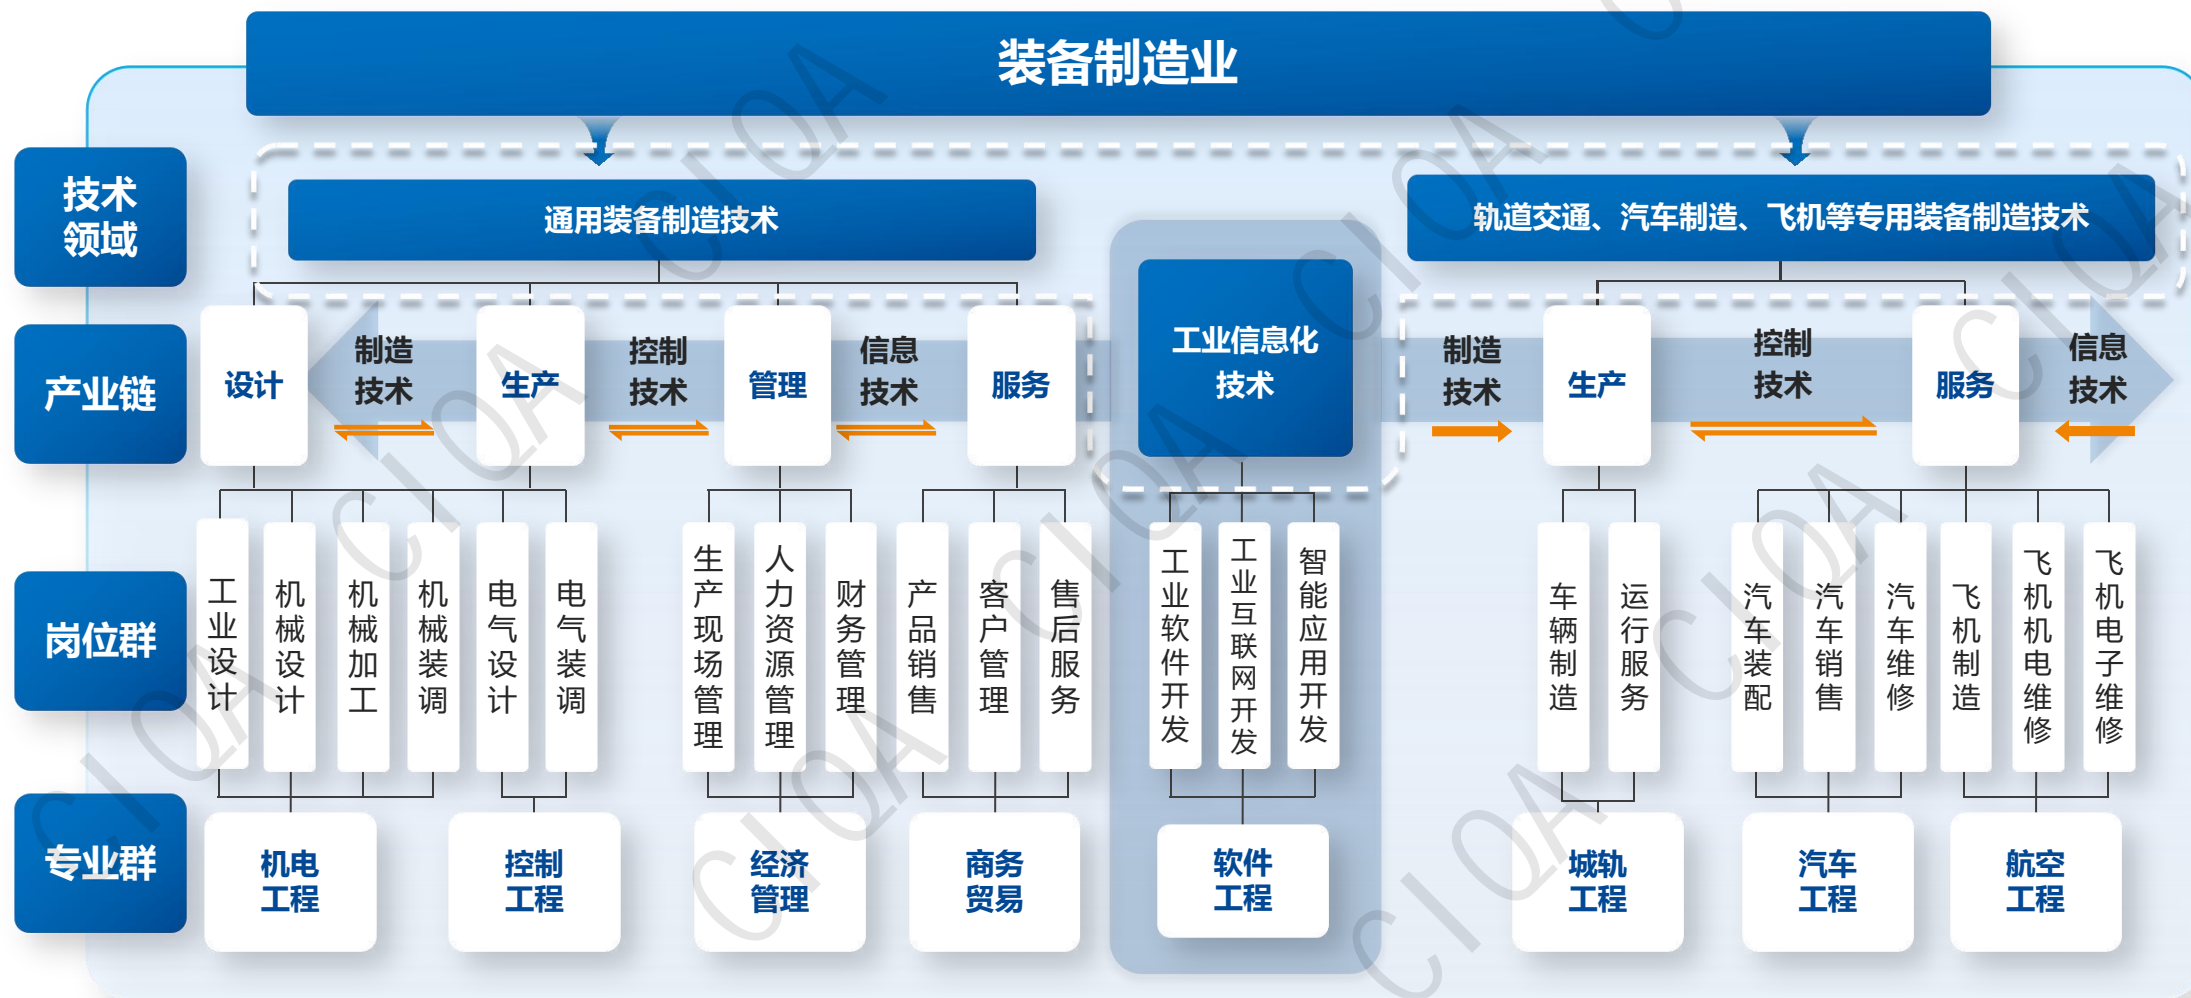 装备制造业
技术
领域
通用装备制造技术
轨道交通、汽车制造、飞机等专用装备制造技术
工业信息化
技术
产业链
设计
制造
技术
生产
控制
技术
管理
信息
技术
服务
制造
技术
生产
控制
技术
服务
信息
技术
岗位群
工业设计
机械设计
机械加工
机械装调
电气设计
电气装调
生产现场管理
人力资源管理
财务管理
产品销售
客户管理
售后服务
工业软件开发
工业互联网开发
智能应用开发
车辆制造
运行服务
汽车装配
汽车销售
汽车维修
飞机制造
飞机机电维修
飞机电子维修
专业群
机电
工程
控制
工程
经济
管理
商务
贸易
软件
工程
城轨
工程
汽车
工程
航空
工程
CIQA
CIQA
CIQA
CIQA
CIQA
CIQA
CIQA
CIQA
CIQA